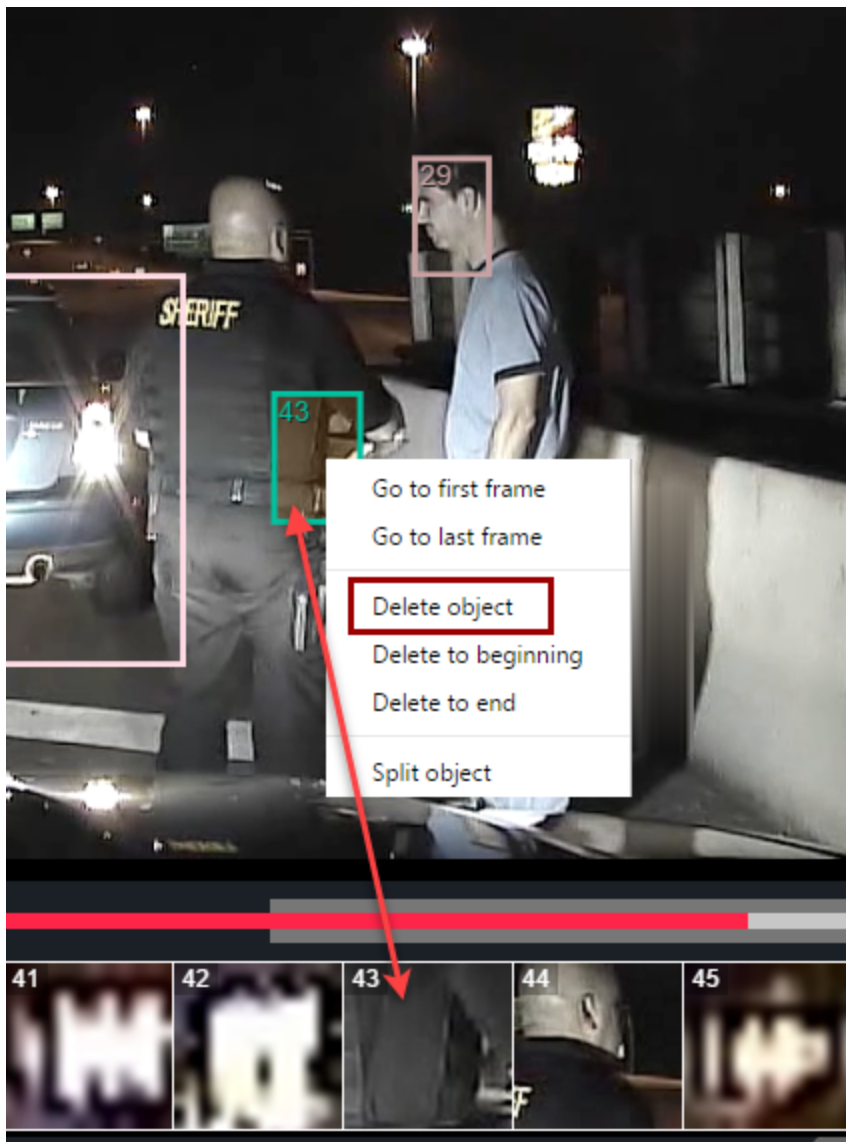 29
SHERIFF
43
Go to first frame
Go to last frame
Delete object
Delete to beginning
Delete to end
Split object
41
42
43
44
45
F